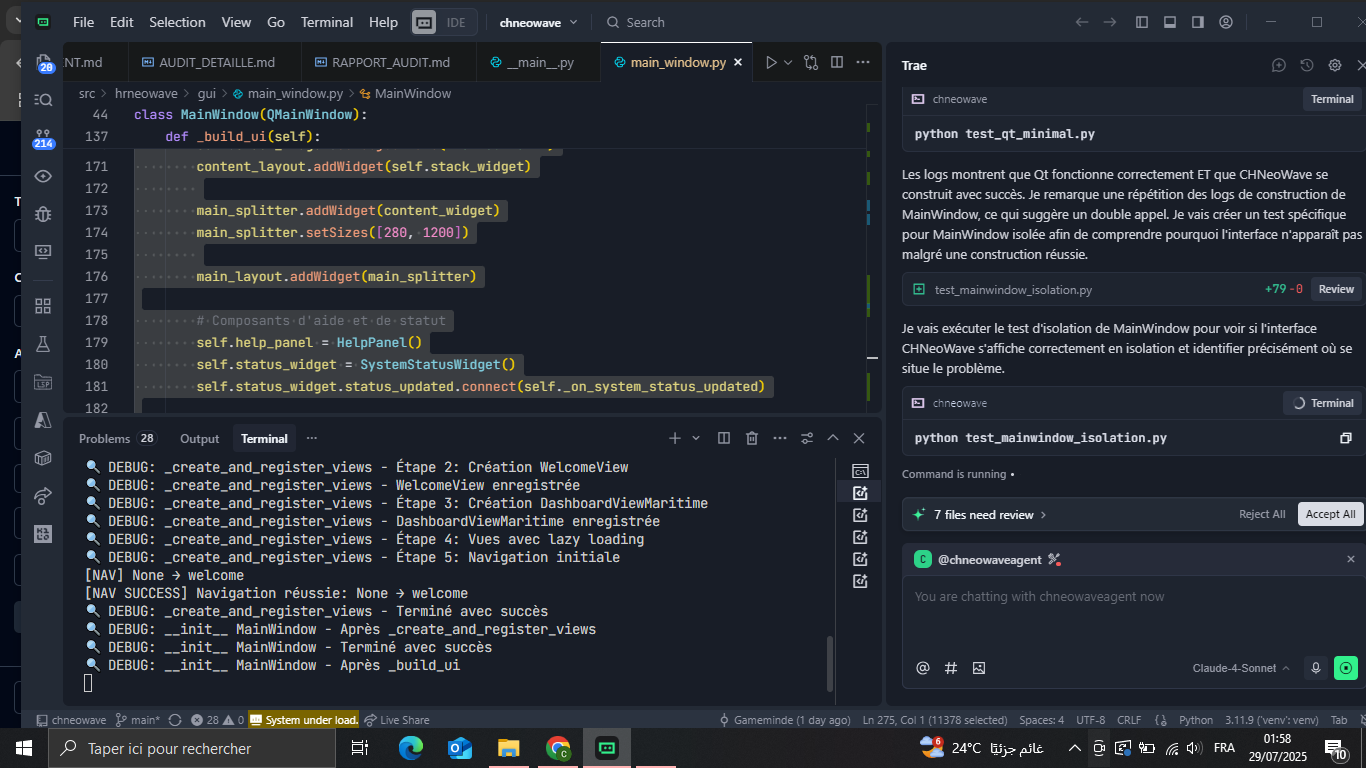 File Edit Selection View Go Terminal Help IDE chneowave Search
NT.md AUDIT_DETAILLE.md RAPPORT_AUDIT.md __main__.py main_window.py
src > hrneowave > gui > main_window.py > MainWindow
44 class MainWindow(QMainWindow):
137 def _build_ui(self):
171 content_layout.addWidget(self.stack_widget)
172
173 main_splitter.addWidget(content_widget)
174 main_splitter.setSizes([280, 1200])
175
176 main_layout.addWidget(main_splitter)
177
178 # Composants d'aide et de statut
179 self.help_panel = HelpPanel()
180 self.status_widget = SystemStatusWidget()
181 self.status_widget.status_updated.connect(self._on_system_status_updated)
182
28
214
Problems 28 Output Terminal ···
🔍 DEBUG: _create_and_register_views - Étape 2: Création WelcomeView
🔍 DEBUG: _create_and_register_views - WelcomeView enregistrée
🔍 DEBUG: _create_and_register_views - Étape 3: Création DashboardViewMaritime
🔍 DEBUG: _create_and_register_views - DashboardViewMaritime enregistrée
🔍 DEBUG: _create_and_register_views - Étape 4: Vues avec lazy loading
🔍 DEBUG: _create_and_register_views - Étape 5: Navigation initiale
[NAV] None → welcome
[NAV SUCCESS] Navigation réussie: None → welcome
🔍 DEBUG: _create_and_register_views - Terminé avec succès
🔍 DEBUG: __init__ MainWindow - Après _create_and_register_views
🔍 DEBUG: __init__ MainWindow - Terminé avec succès
🔍 DEBUG: __init__ MainWindow - Après _build_ui
Trae
chneowave Terminal
python test_qt_minimal.py
Les logs montrent que Qt fonctionne correctement ET que CHNeoWave se
construit avec succès. Je remarque une répétition des logs de construction de
MainWindow, ce qui suggère un double appel. Je vais créer un test spécifique
pour MainWindow isolée afin de comprendre pourquoi l'interface n'apparaît pas
malgré une construction réussie.
test_mainwindow_isolation.py +79 -0 Review
Je vais exécuter le test d'isolation de MainWindow pour voir si l'interface
CHNeoWave s'affiche correctement en isolation et identifier précisément où se
situe le problème.
chneowave Terminal
python test_mainwindow_isolation.py
Command is running •
7 files need review > Reject All Accept All
C @chneowaveagent
You are chatting with chneowaveagent now
@ # Claude-4-Sonnet
chneowave main* 28 0 System under load. Live Share Gameminde (1 day ago) Ln 275, Col 1 (11378 selected) Spaces: 4 UTF-8 CRLF {} Python 3.11.9 ('venv': venv) Tab
Taper ici pour rechercher 6 24°C غائم جزئيًا FRA 01:58
29/07/2025 10